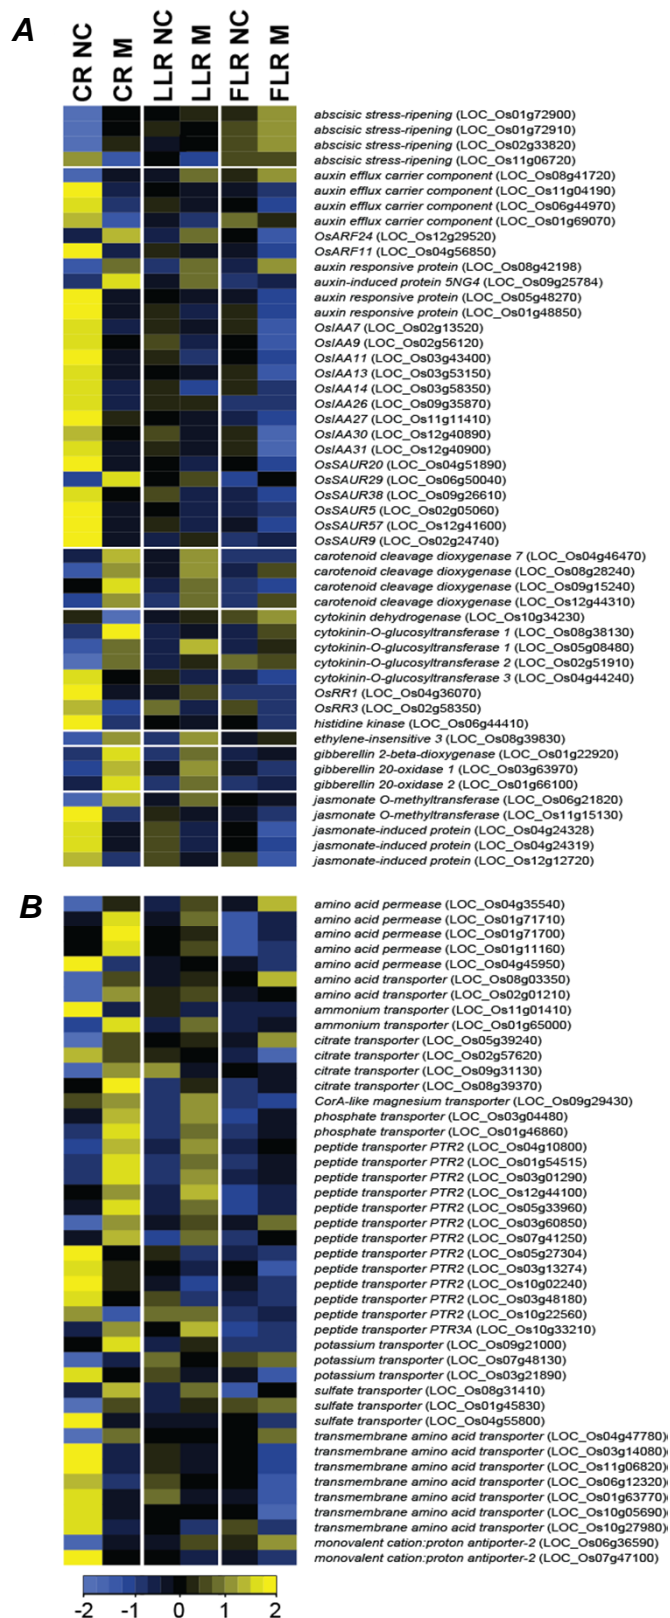 A
CR NC
CR M
LLR NC
LLR M
FLR NC
FLR M
abscisic stress-ripening (LOC_Os01g72900)
abscisic stress-ripening (LOC_Os01g72910)
abscisic stress-ripening (LOC_Os02g33820)
abscisic stress-ripening (LOC_Os11g06720)
auxin efflux carrier component (LOC_Os08g41720)
auxin efflux carrier component (LOC_Os11g04190)
auxin efflux carrier component (LOC_Os06g44970)
auxin efflux carrier component (LOC_Os01g69070)
OsARF24 (LOC_Os12g29520)
OsARF11 (LOC_Os04g56850)
auxin responsive protein (LOC_Os08g42198)
auxin-induced protein 5NG4 (LOC_Os09g25784)
auxin responsive protein (LOC_Os05g48270)
auxin responsive protein (LOC_Os01g48850)
OsIAA7 (LOC_Os02g13520)
OsIAA9 (LOC_Os02g56120)
OsIAA11 (LOC_Os03g43400)
OsIAA13 (LOC_Os03g53150)
OsIAA14 (LOC_Os03g58350)
OsIAA26 (LOC_Os09g35870)
OsIAA27 (LOC_Os11g11410)
OsIAA30 (LOC_Os12g40890)
OsIAA31 (LOC_Os12g40900)
OsSAUR20 (LOC_Os04g51890)
OsSAUR29 (LOC_Os06g50040)
OsSAUR38 (LOC_Os09g26610)
OsSAUR5 (LOC_Os02g05060)
OsSAUR57 (LOC_Os12g41600)
OsSAUR9 (LOC_Os02g24740)
carotenoid cleavage dioxygenase 7 (LOC_Os04g46470)
carotenoid cleavage dioxygenase (LOC_Os08g28240)
carotenoid cleavage dioxygenase (LOC_Os09g15240)
carotenoid cleavage dioxygenase (LOC_Os12g44310)
cytokinin dehydrogenase (LOC_Os10g34230)
cytokinin-O-glucosyltransferase 1 (LOC_Os08g38130)
cytokinin-O-glucosyltransferase 1 (LOC_Os05g08480)
cytokinin-O-glucosyltransferase 2 (LOC_Os02g51910)
cytokinin-O-glucosyltransferase 3 (LOC_Os04g44240)
OsRR1 (LOC_Os04g36070)
OsRR3 (LOC_Os02g58350)
histidine kinase (LOC_Os06g44410)
ethylene-insensitive 3 (LOC_Os08g39830)
gibberellin 2-beta-dioxygenase (LOC_Os01g22920)
gibberellin 20-oxidase 1 (LOC_Os03g63970)
gibberellin 20-oxidase 2 (LOC_Os01g66100)
jasmonate O-methyltransferase (LOC_Os06g21820)
jasmonate O-methyltransferase (LOC_Os11g15130)
jasmonate-induced protein (LOC_Os04g24328)
jasmonate-induced protein (LOC_Os04g24319)
jasmonate-induced protein (LOC_Os12g12720)
B
amino acid permease (LOC_Os04g35540)
amino acid permease (LOC_Os01g71710)
amino acid permease (LOC_Os01g71700)
amino acid permease (LOC_Os01g11160)
amino acid permease (LOC_Os04g45950)
amino acid transporter (LOC_Os08g03350)
amino acid transporter (LOC_Os02g01210)
ammonium transporter (LOC_Os11g01410)
ammonium transporter (LOC_Os01g65000)
citrate transporter (LOC_Os05g39240)
citrate transporter (LOC_Os02g57620)
citrate transporter (LOC_Os09g31130)
citrate transporter (LOC_Os08g39370)
CorA-like magnesium transporter (LOC_Os09g29430)
phosphate transporter (LOC_Os03g04480)
phosphate transporter (LOC_Os01g46860)
peptide transporter PTR2 (LOC_Os04g10800)
peptide transporter PTR2 (LOC_Os01g54515)
peptide transporter PTR2 (LOC_Os03g01290)
peptide transporter PTR2 (LOC_Os12g44100)
peptide transporter PTR2 (LOC_Os05g33960)
peptide transporter PTR2 (LOC_Os03g60850)
peptide transporter PTR2 (LOC_Os07g41250)
peptide transporter PTR2 (LOC_Os05g27304)
peptide transporter PTR2 (LOC_Os03g13274)
peptide transporter PTR2 (LOC_Os10g02240)
peptide transporter PTR2 (LOC_Os03g48180)
peptide transporter PTR2 (LOC_Os10g22560)
peptide transporter PTR3A (LOC_Os10g33210)
potassium transporter (LOC_Os09g21000)
potassium transporter (LOC_Os07g48130)
potassium transporter (LOC_Os03g21890)
sulfate transporter (LOC_Os08g31410)
sulfate transporter (LOC_Os01g45830)
sulfate transporter (LOC_Os04g55800)
transmembrane amino acid transporter (LOC_Os04g47780)
transmembrane amino acid transporter (LOC_Os03g14080)
transmembrane amino acid transporter (LOC_Os11g06820)
transmembrane amino acid transporter (LOC_Os06g12320)
transmembrane amino acid transporter (LOC_Os01g63770)
transmembrane amino acid transporter (LOC_Os10g05690)
transmembrane amino acid transporter (LOC_Os10g27980)
monovalent cation:proton antiporter-2 (LOC_Os06g36590)
monovalent cation:proton antiporter-2 (LOC_Os07g47100)
-2 -1 0 1 2